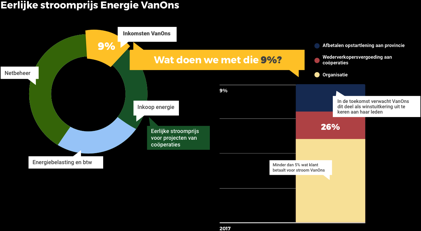 Eerlijke stroomprijs Energie VanOns
Inkomsten VanOns
9%
Netbeheer
Inkoop energie
Eerlijke stroomprijs
voor projecten van
coöperaties
Energiebelasting en btw
Wat doen we met die 9%?
Afbetalen opstartlening aan provincie
Wederverkopersvergoeding aan
coöperaties
Organisatie
9%
In de toekomst verwacht VanOns
dit deel als winstuitkering uit te
keren aan haar leden
26%
Minder dan 5% wat klant
betaalt voor stroom VanOns
2017